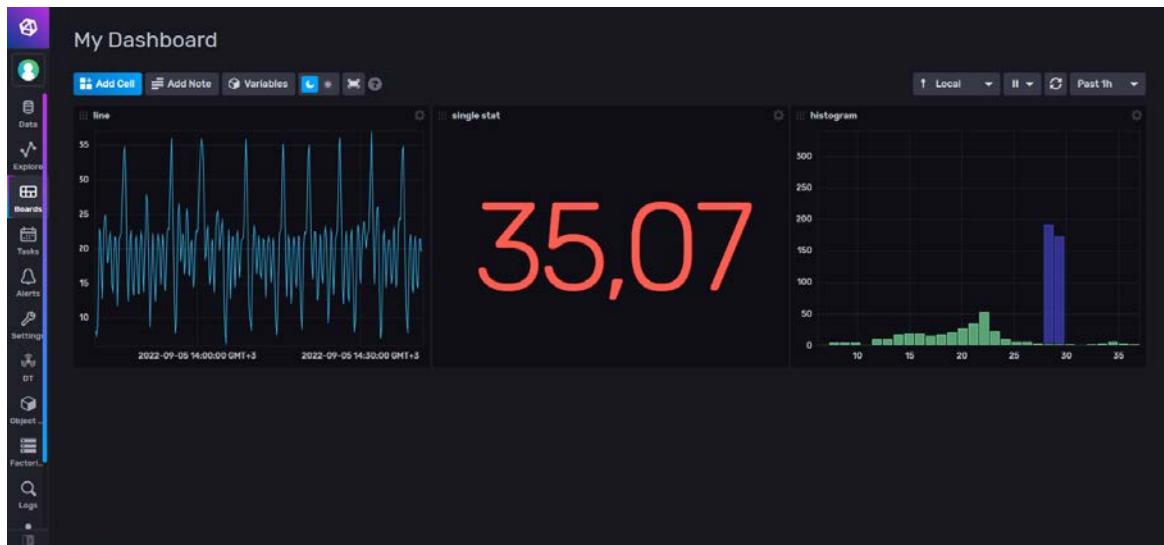 My Dashboard
Add Cell
Add Note
Variables
Local
Past 1h
Data
Explore
Boards
Tasks
Alerts
Settings
DT
Object ...
Factori...
Logs
line
35
30
25
20
15
10
2022-09-05 14:00:00 GMT+3
2022-09-05 14:30:00 GMT+3
single stat
35,07
histogram
300
250
200
150
100
50
0
10
15
20
25
30
35